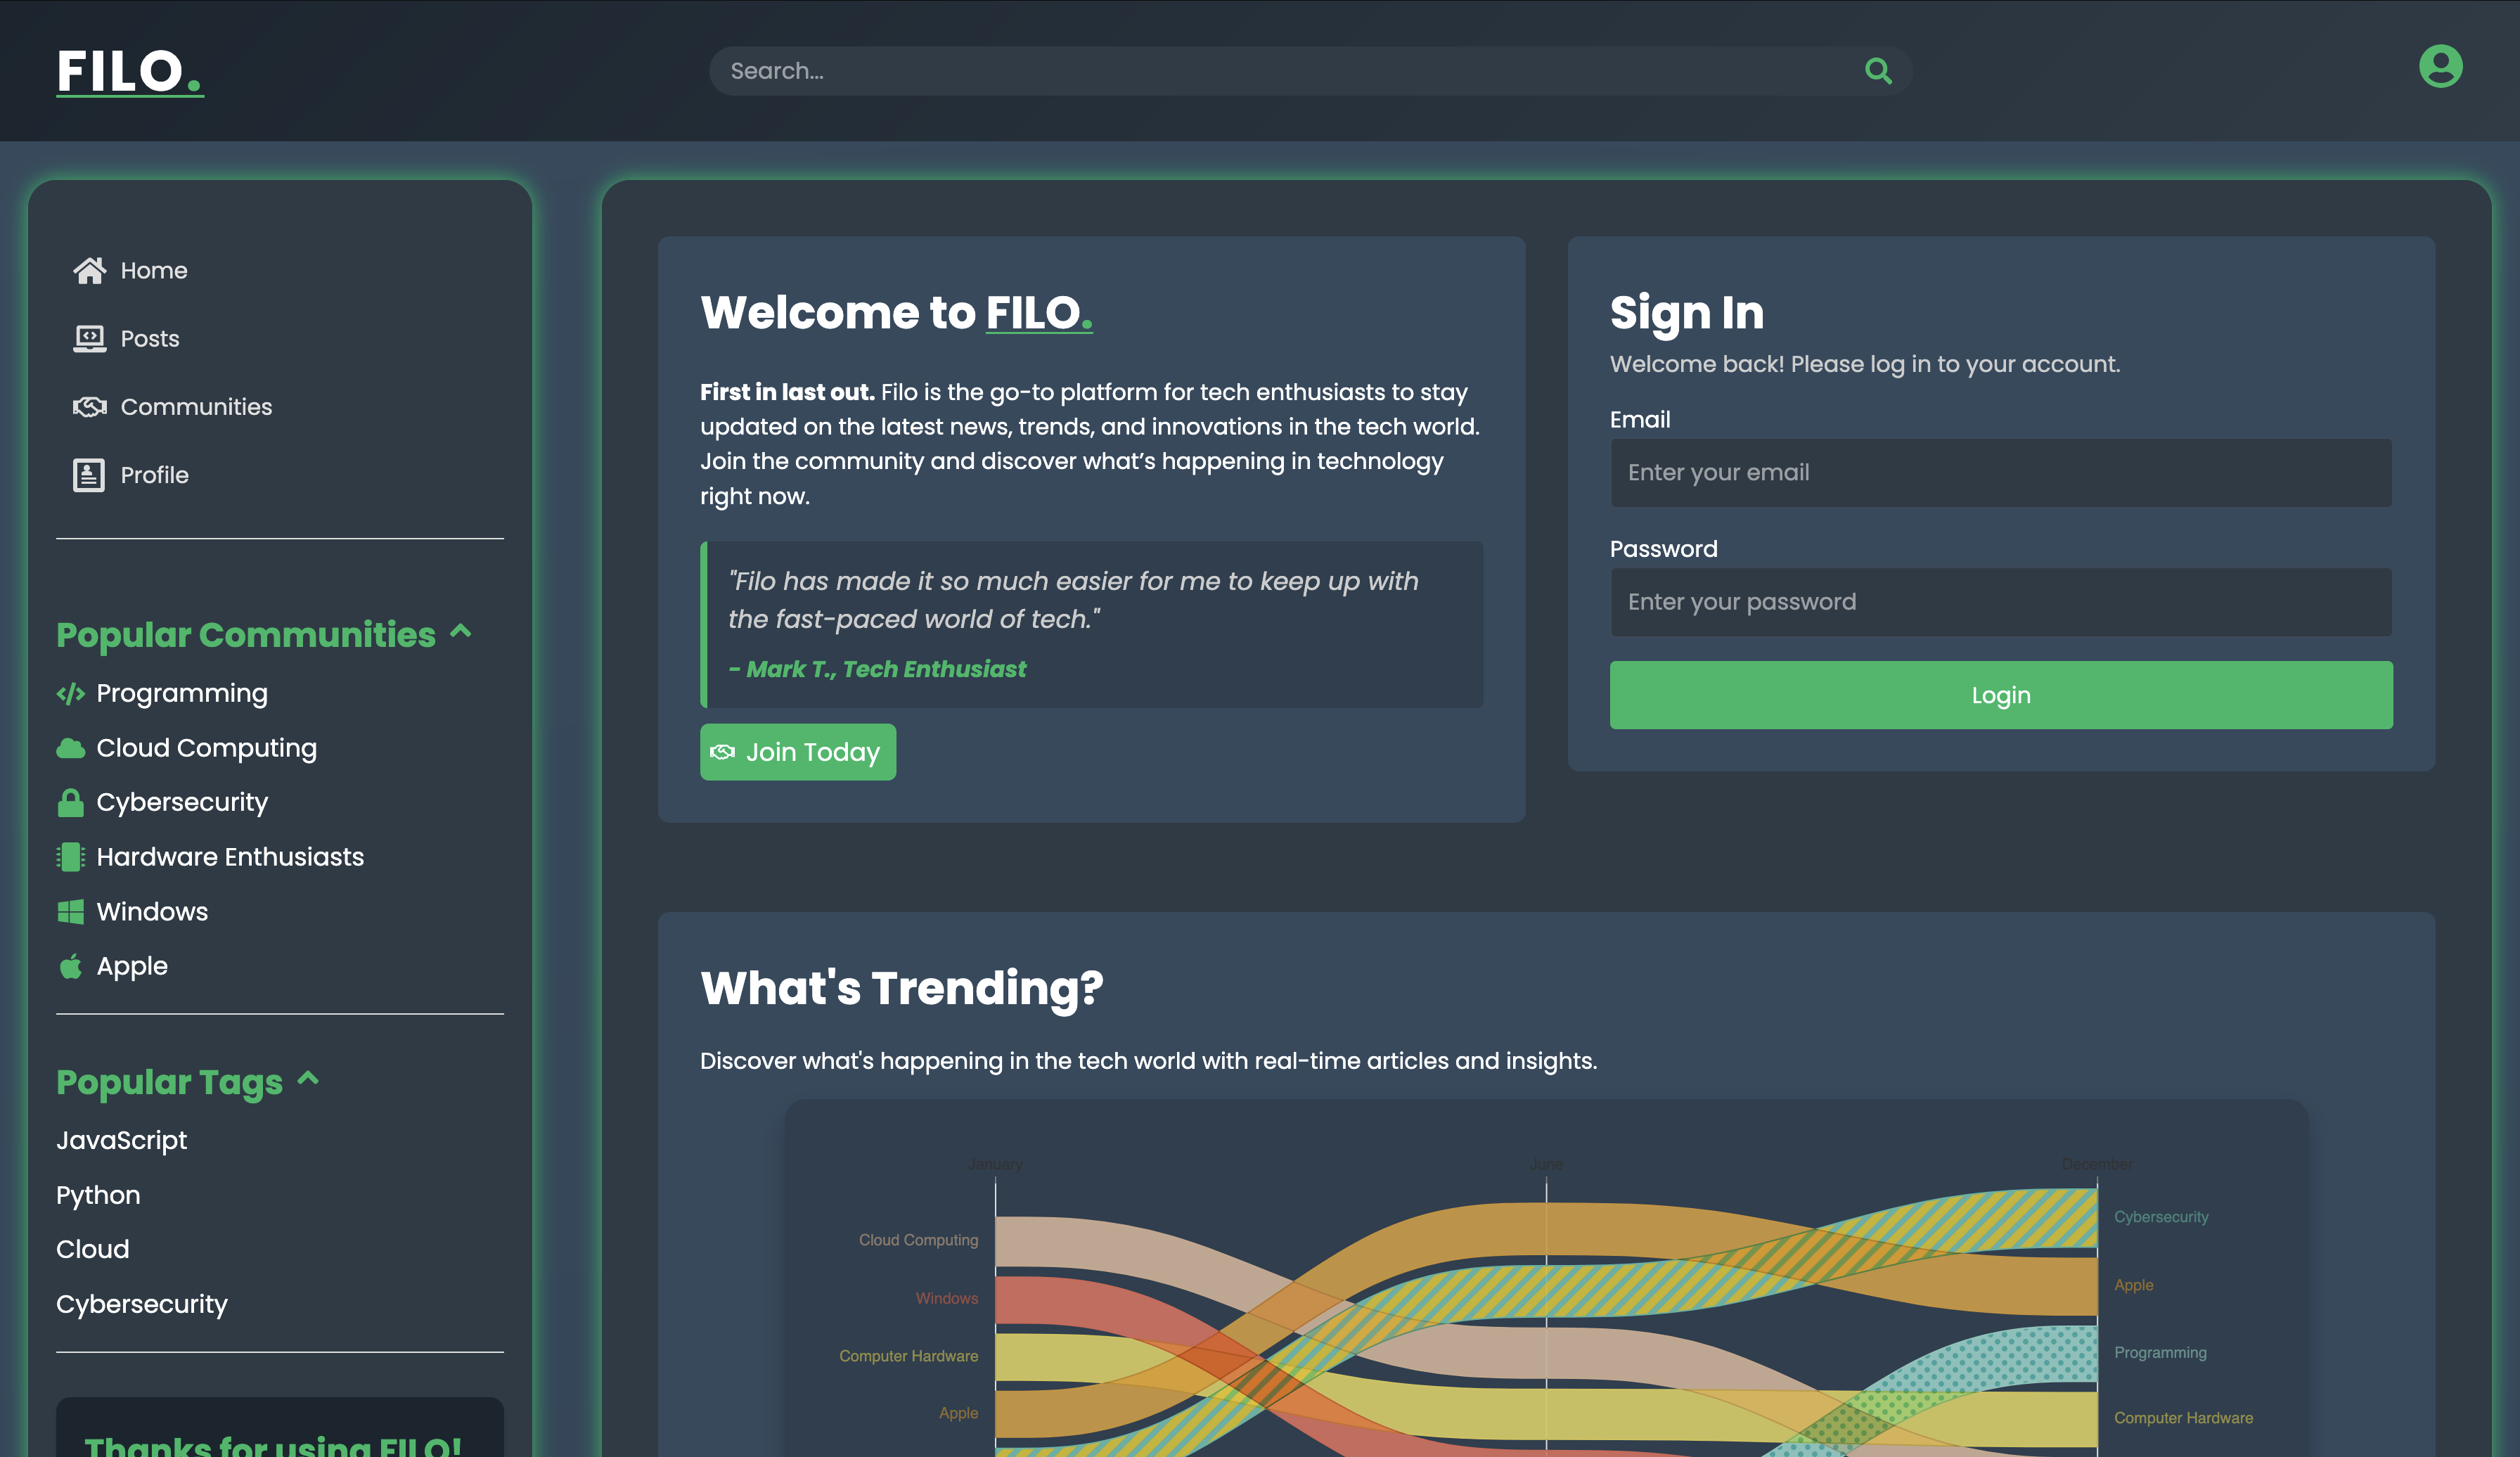 FILO.
Search...
Home
Posts
Communities
Profile
Popular Communities
Programming
Cloud Computing
Cybersecurity
Hardware Enthusiasts
Windows
Apple
Popular Tags
JavaScript
Python
Cloud
Cybersecurity
Thanks for using FILO!
Welcome to FILO.
First in last out. Filo is the go-to platform for tech enthusiasts to stay
updated on the latest news, trends, and innovations in the tech world.
Join the community and discover what’s happening in technology
right now.
"Filo has made it so much easier for me to keep up with
the fast-paced world of tech."
- Mark T., Tech Enthusiast
Join Today
Sign In
Welcome back! Please log in to your account.
Email
Enter your email
Password
Enter your password
Login
What's Trending?
Discover what's happening in the tech world with real-time articles and insights.
January
June
December
Cloud Computing
Windows
Computer Hardware
Apple
Cybersecurity
Apple
Programming
Computer Hardware